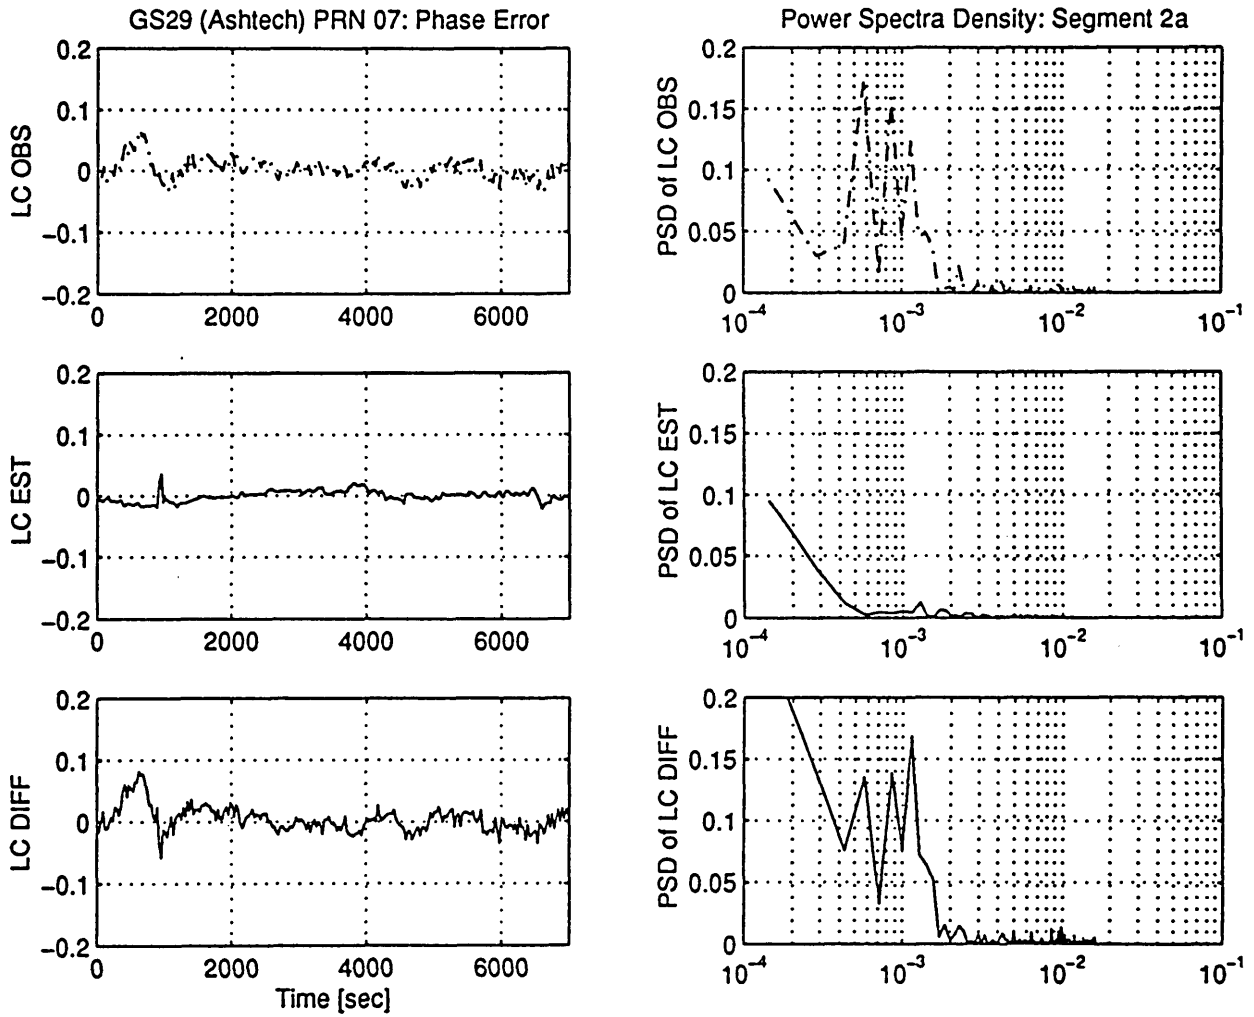 GS29 (Ashtech) PRN 07: Phase Error
LC OBS
0.2
0.1
0
−0.1
−0.2
0 2000 4000 6000
Power Spectra Density: Segment 2a
PSD of LC OBS
0.2
0.15
0.1
0.05
0
10−4 10−3 10−2 10−1
LC EST
0.2
0.1
0
−0.1
−0.2
0 2000 4000 6000
PSD of LC EST
0.2
0.15
0.1
0.05
0
10−4 10−3 10−2 10−1
LC DIFF
0.2
0.1
0
−0.1
−0.2
0 2000 4000 6000
Time [sec]
PSD of LC DIFF
0.2
0.15
0.1
0.05
0
10−4 10−3 10−2 10−1